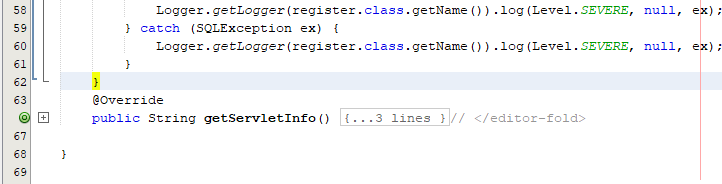 58 Logger.getLogger(register.class.getName()).log(Level.SEVERE, null, ex);
59 } catch (SQLException ex) {
60 Logger.getLogger(register.class.getName()).log(Level.SEVERE, null, ex);
61 }
62 }
63 @Override
public String getServletInfo() {...3 lines }// </editor-fold>
67
68 }
69